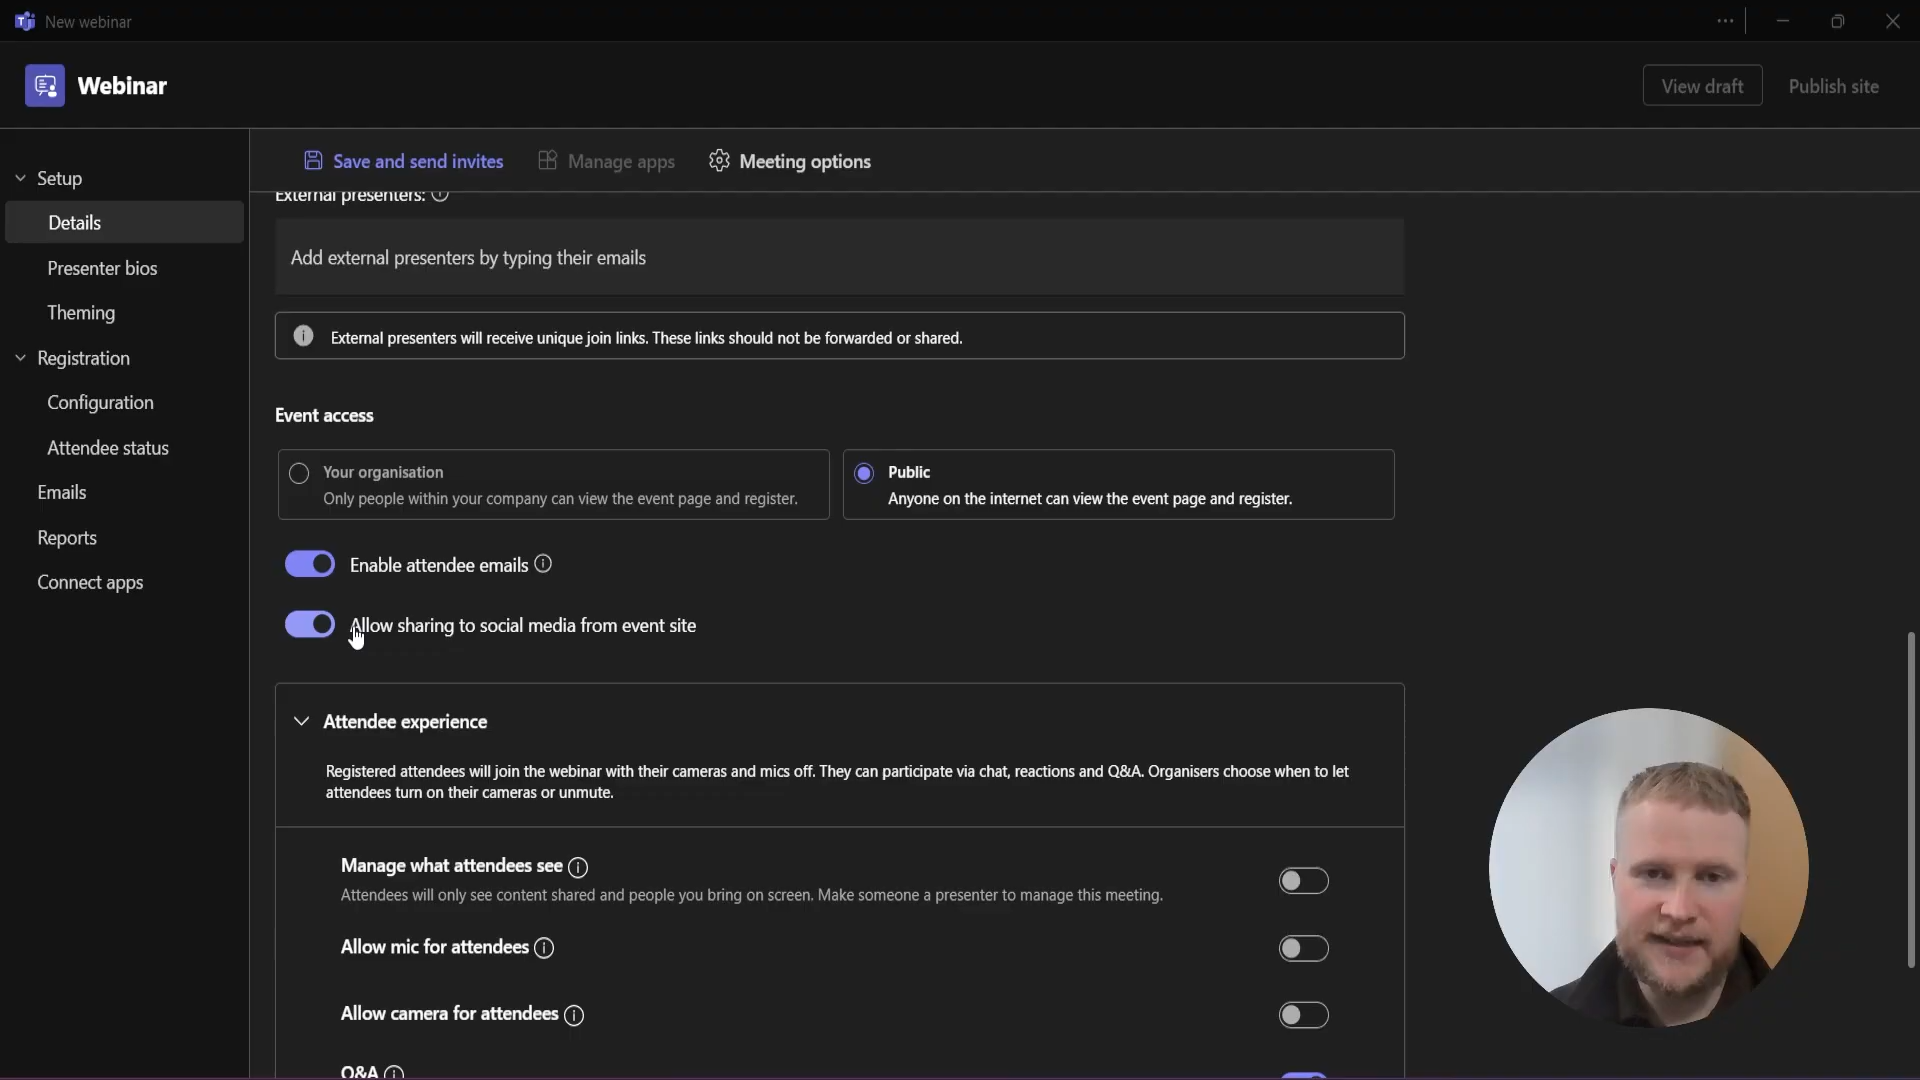 New webinar
Webinar
View draft
Publish site
Save and send invites
Manage apps
Meeting options
Setup
Details
Presenter bios
Theming
Registration
Configuration
Attendee status
Emails
Reports
Connect apps
External presenters:
Add external presenters by typing their emails
External presenters will receive unique join links. These links should not be forwarded or shared.
Event access
Your organisation
Only people within your company can view the event page and register.
Public
Anyone on the internet can view the event page and register.
Enable attendee emails
Allow sharing to social media from event site
Attendee experience
Registered attendees will join the webinar with their cameras and mics off. They can participate via chat, reactions and Q&A. Organisers choose when to let
attendees turn on their cameras or unmute.
Manage what attendees see
Attendees will only see content shared and people you bring on screen. Make someone a presenter to manage this meeting.
Allow mic for attendees
Allow camera for attendees
Q&A